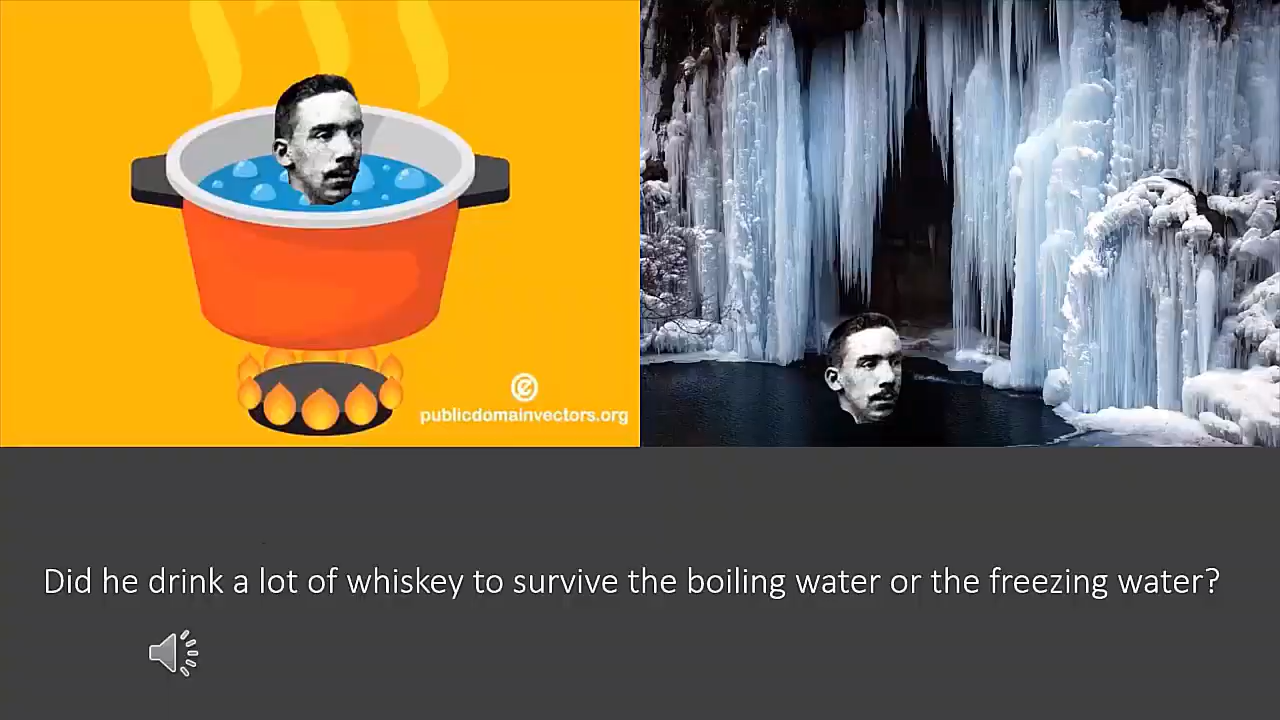 publicdomainvectors.org
Did he drink a lot of whiskey to survive the boiling water or the freezing water?